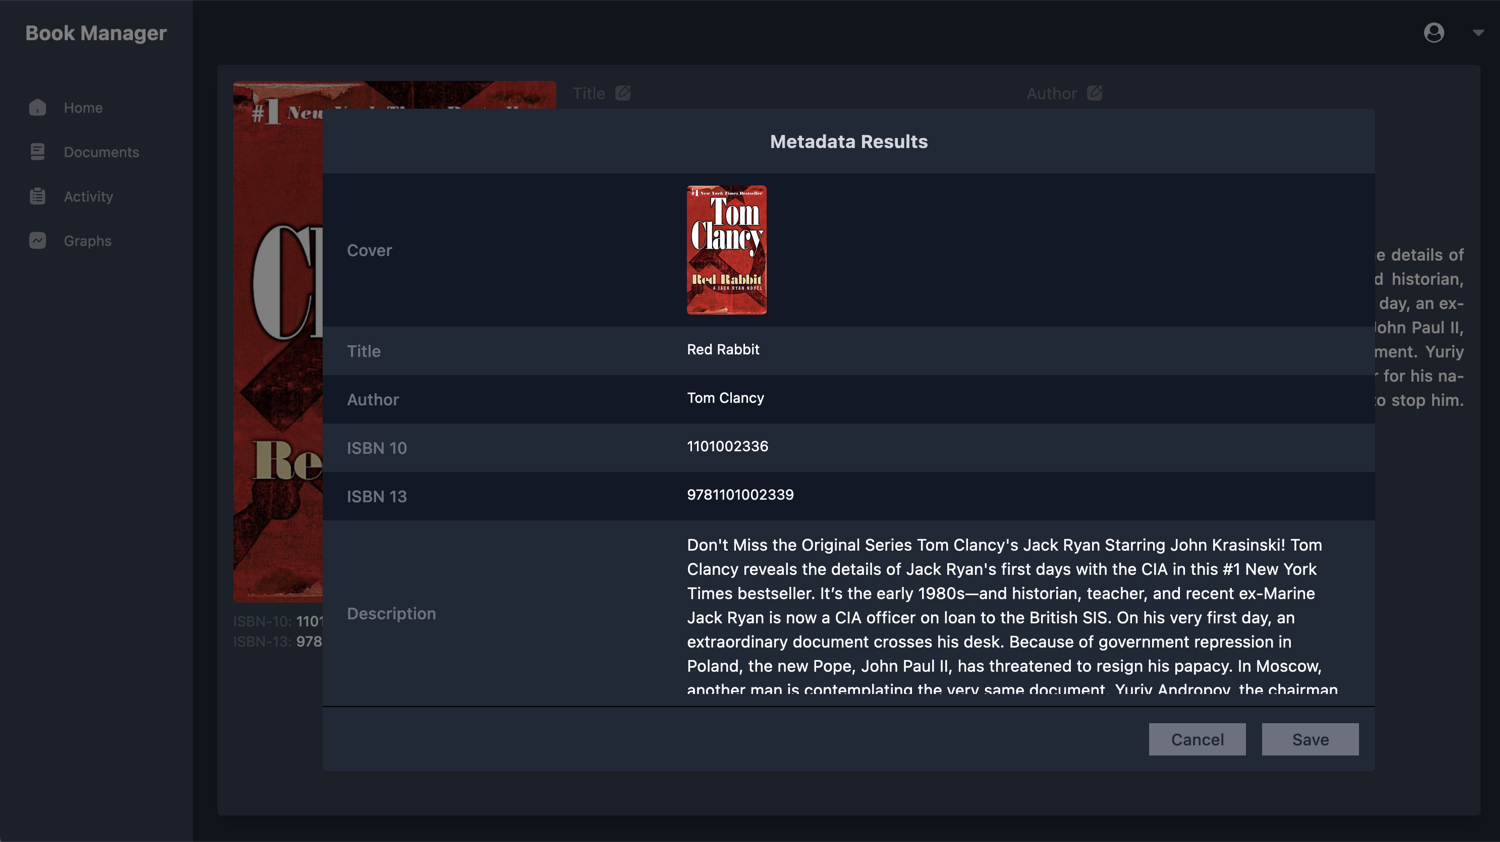 Book Manager
Home
Documents
Activity
Graphs
Title
Author
#1 New York Times Bestseller
Cl
Re
ISBN-10: 1101
ISBN-13: 978
e details of
d historian,
day, an ex-
John Paul II,
ment. Yuriy
r for his na-
to stop him.
Metadata Results
Cover
#1 New York Times Bestseller
Tom
Clancy
Red Rabbit
A JACK RYAN NOVEL
Title
Red Rabbit
Author
Tom Clancy
ISBN 10
1101002336
ISBN 13
9781101002339
Description
Don't Miss the Original Series Tom Clancy's Jack Ryan Starring John Krasinski! Tom
Clancy reveals the details of Jack Ryan's first days with the CIA in this #1 New York
Times bestseller. It’s the early 1980s—and historian, teacher, and recent ex-Marine
Jack Ryan is now a CIA officer on loan to the British SIS. On his very first day, an
extraordinary document crosses his desk. Because of government repression in
Poland, the new Pope, John Paul II, has threatened to resign his papacy. In Moscow,
another man is contemplating the very same document. Yuriy Andropov, the chairman
Cancel
Save